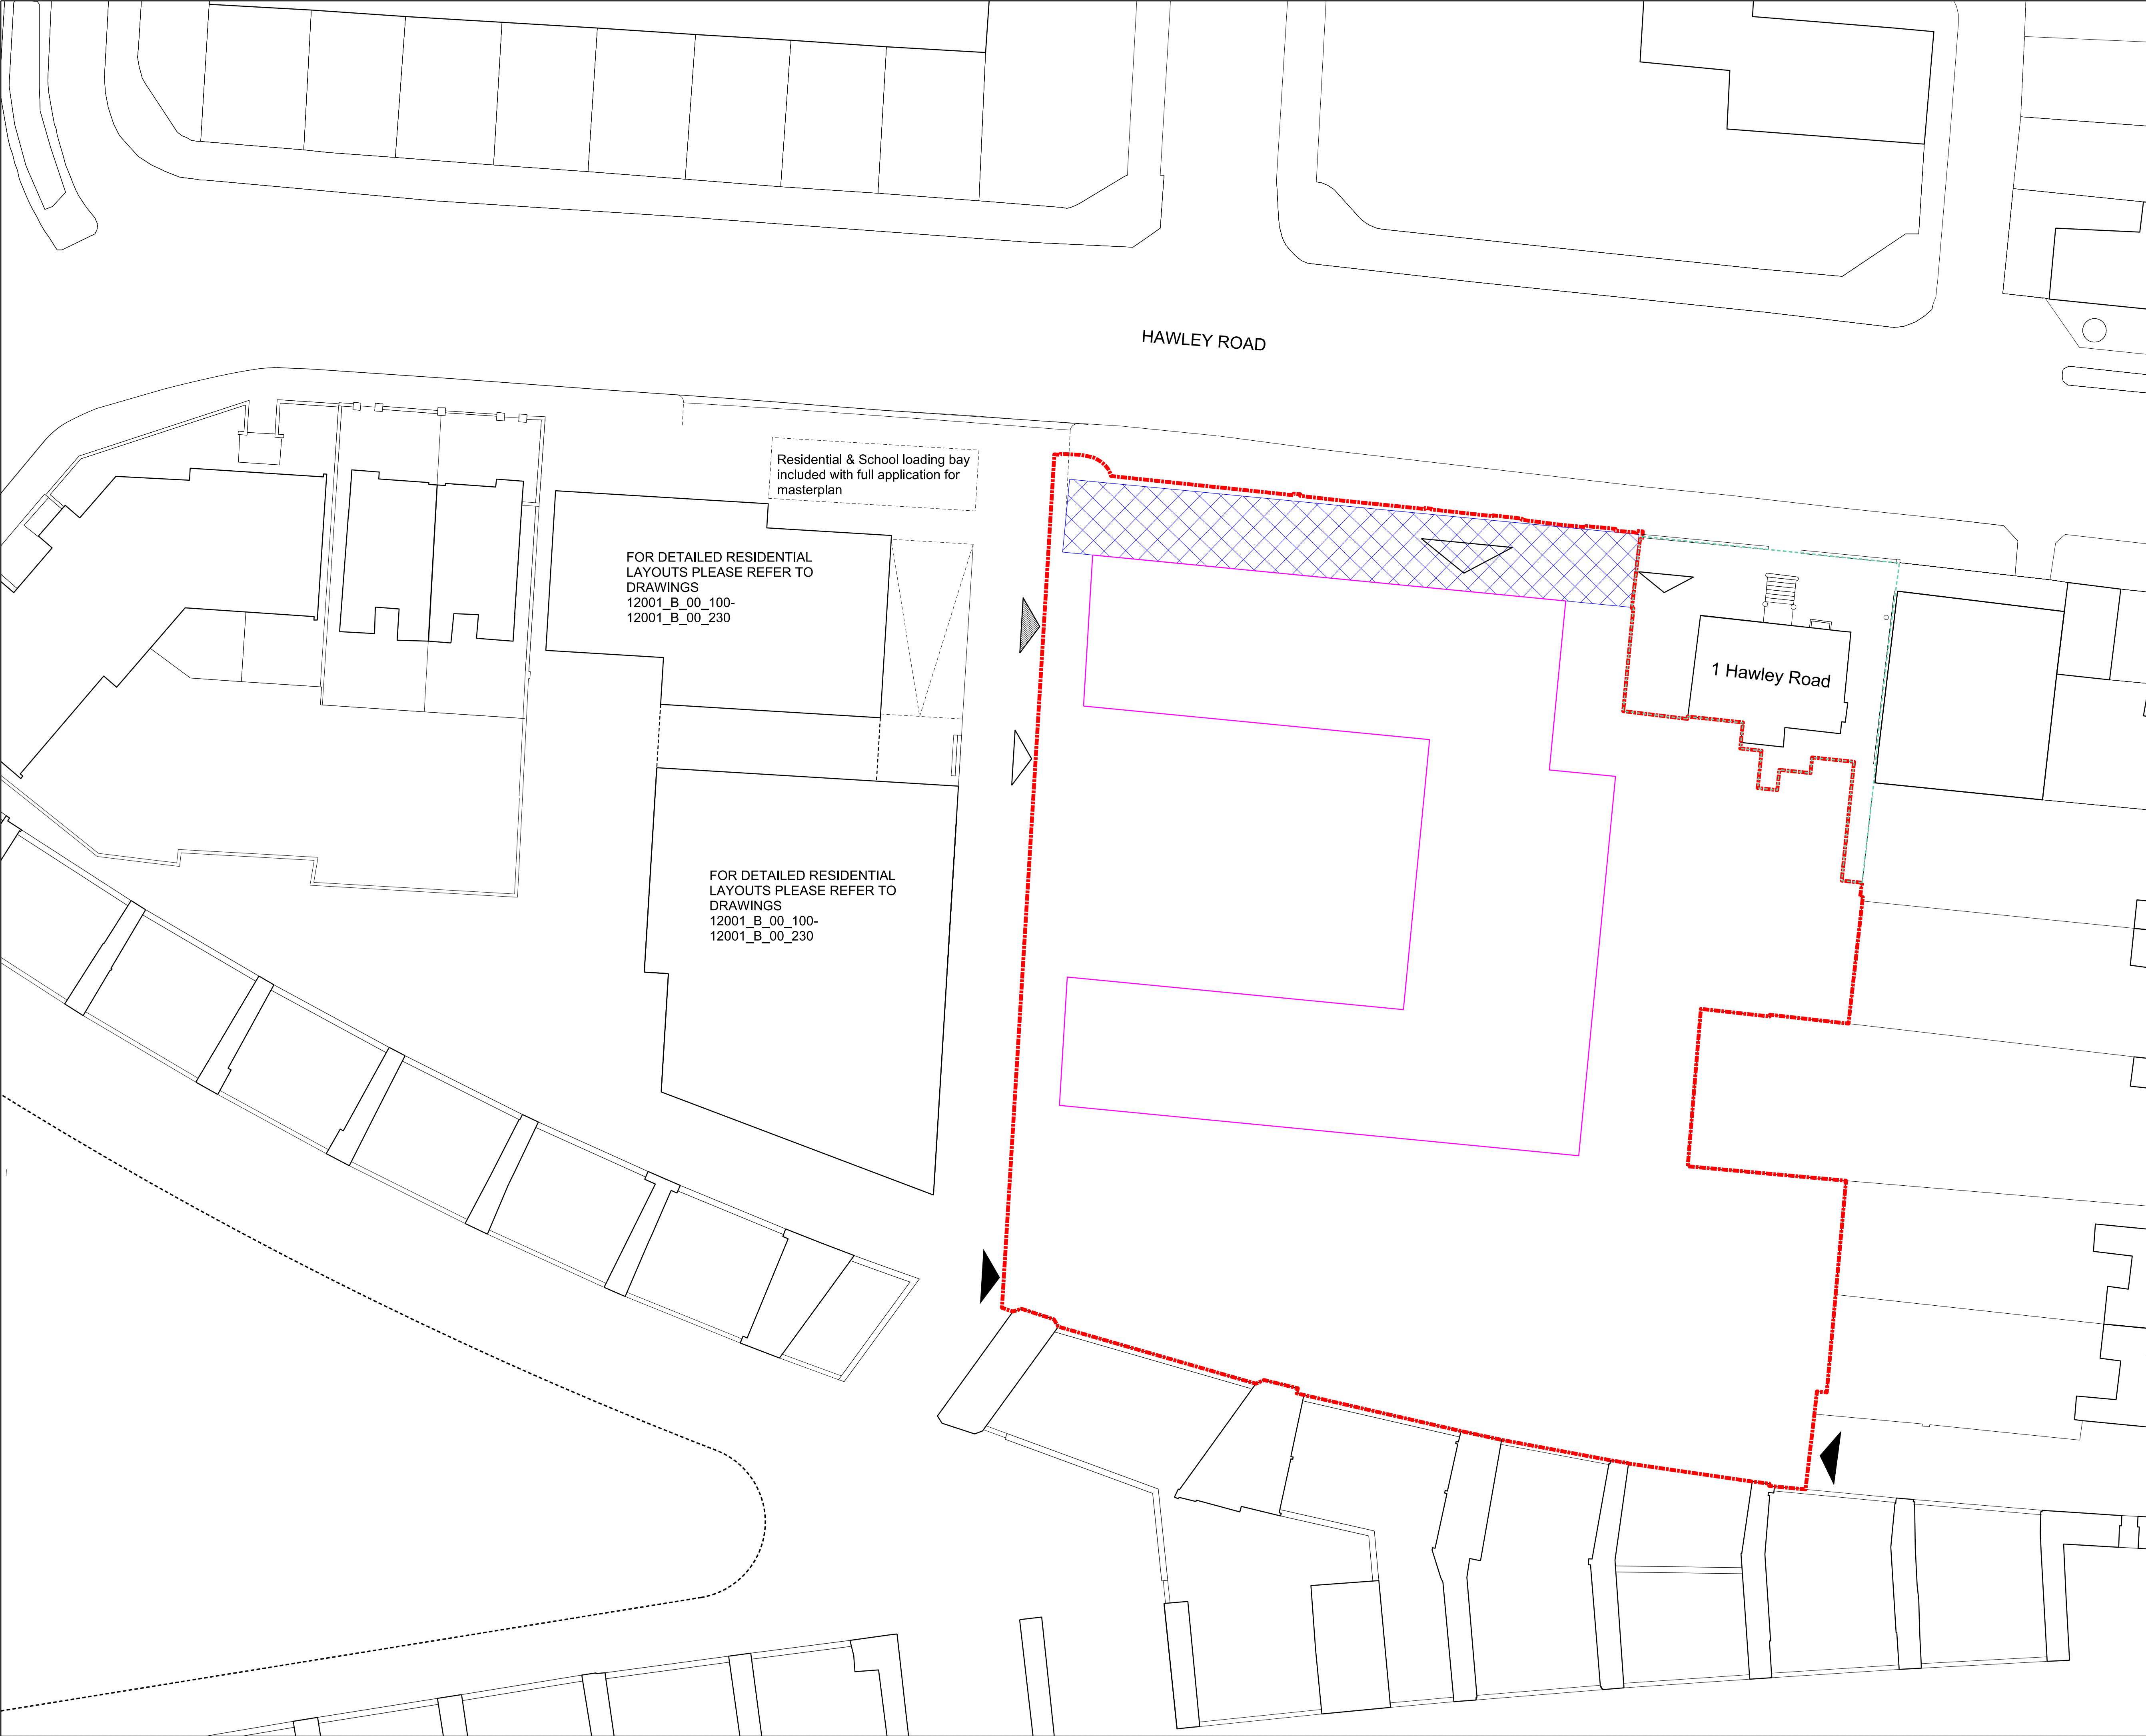 HAWLEY ROAD
Residential & School loading bay
included with full application for
masterplan
FOR DETAILED RESIDENTIAL
LAYOUTS PLEASE REFER TO
DRAWINGS
12001_B_00_100-
12001_B_00_230
1 Hawley Road
FOR DETAILED RESIDENTIAL
LAYOUTS PLEASE REFER TO
DRAWINGS
12001_B_00_100-
12001_B_00_230